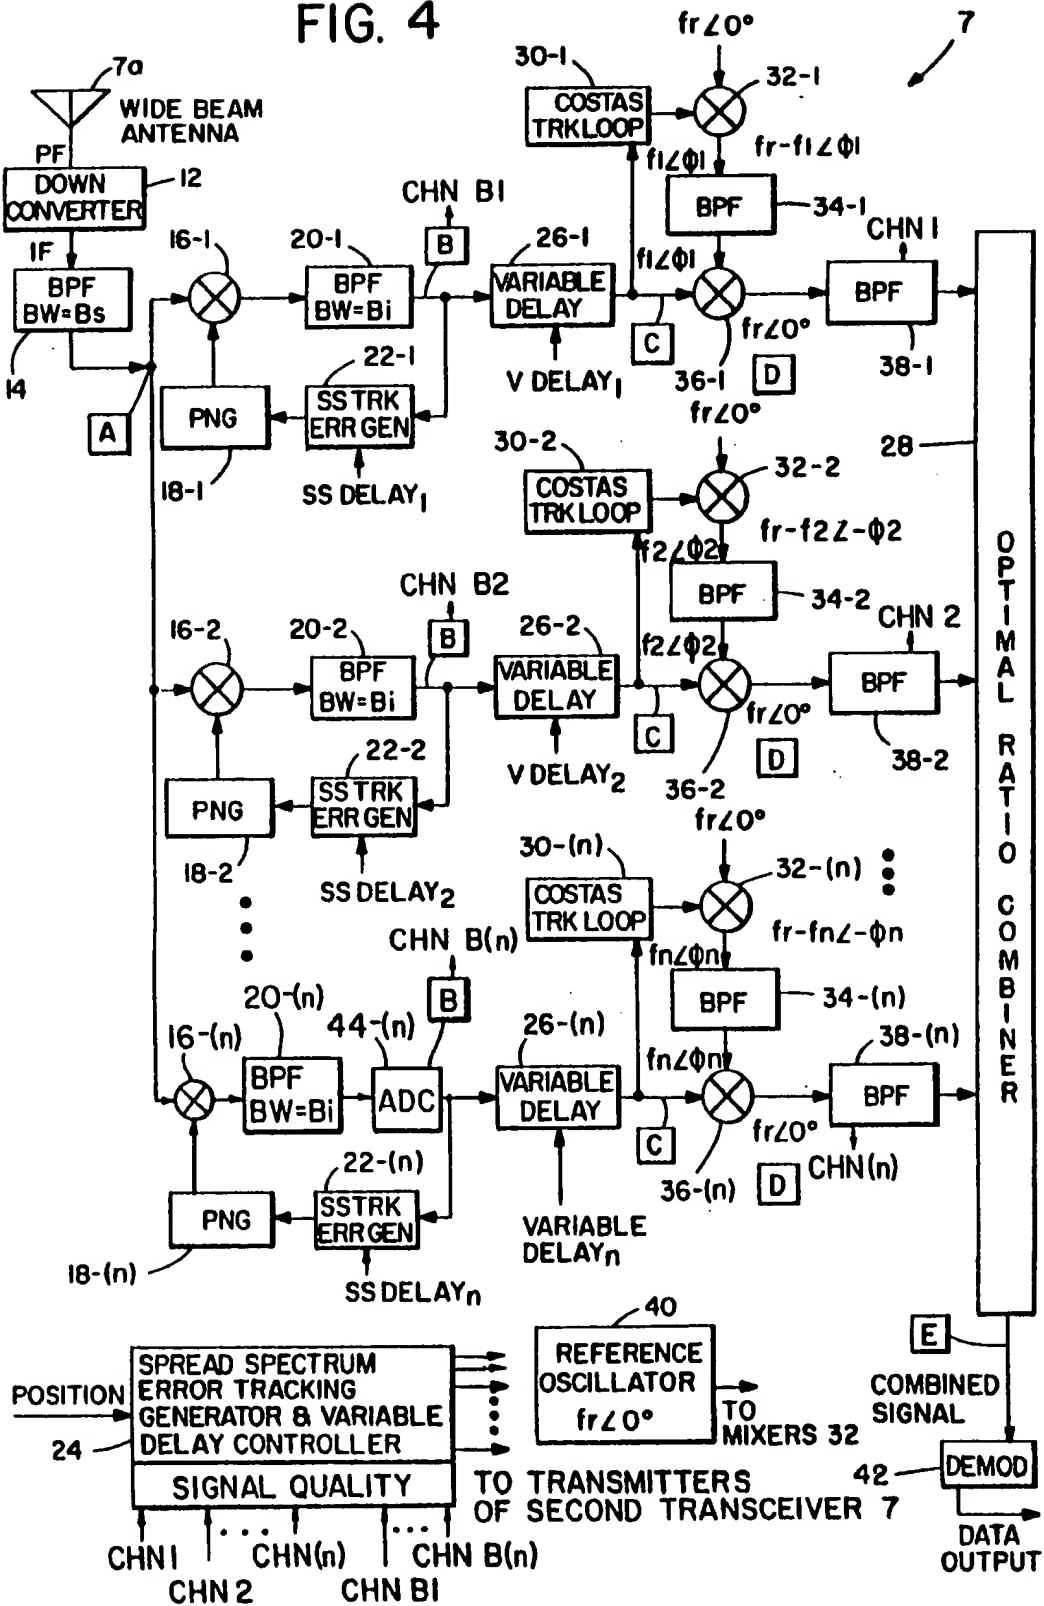 FIG. 4
7a
WIDE BEAM
ANTENNA
PF
DOWN
CONVERTER
12
IF
BPF
BW=Bs
14
A
16-1
20-1
BPF
BW=Bi
CHN B1
B
26-1
VARIABLE
DELAY
V DELAY1
PNG
18-1
22-1
SS TRK
ERR GEN
SS DELAY1
30-1
COSTAS
TRK LOOP
fr∠0°
32-1
7
fr-f1∠ϕ1
f1∠ϕ1
BPF
34-1
f1∠ϕ1
C
fr∠0°
D
36-1
CHN 1
BPF
38-1
28
OPTIMAL RATIO COMBINER
16-2
20-2
BPF
BW=Bi
CHN B2
B
26-2
VARIABLE
DELAY
V DELAY2
PNG
18-2
22-2
SS TRK
ERR GEN
SS DELAY2
30-2
COSTAS
TRK LOOP
fr∠0°
32-2
fr-f2∠-ϕ2
f2∠ϕ2
BPF
34-2
f2∠ϕ2
C
fr∠0°
D
36-2
CHN 2
BPF
38-2
16-(n)
20-(n)
BPF
BW=Bi
44-(n)
ADC
CHN B(n)
B
26-(n)
VARIABLE
DELAY
VARIABLE
DELAYn
PNG
18-(n)
22-(n)
SS TRK
ERR GEN
SS DELAYn
30-(n)
COSTAS
TRK LOOP
fr∠0°
32-(n)
fr-fn∠-ϕn
fn∠ϕn
BPF
34-(n)
fn∠ϕn
C
fr∠0°
D
36-(n)
38-(n)
BPF
CHN(n)
POSITION
24
SPREAD SPECTRUM
ERROR TRACKING
GENERATOR & VARIABLE
DELAY CONTROLLER
SIGNAL QUALITY
CHN 1
CHN 2
CHN(n)
CHN B1
CHN B(n)
TO TRANSMITTERS
OF SECOND TRANSCEIVER 7
40
REFERENCE
OSCILLATOR
fr∠0°
TO
MIXERS 32
E
COMBINED
SIGNAL
42
DEMOD
DATA
OUTPUT